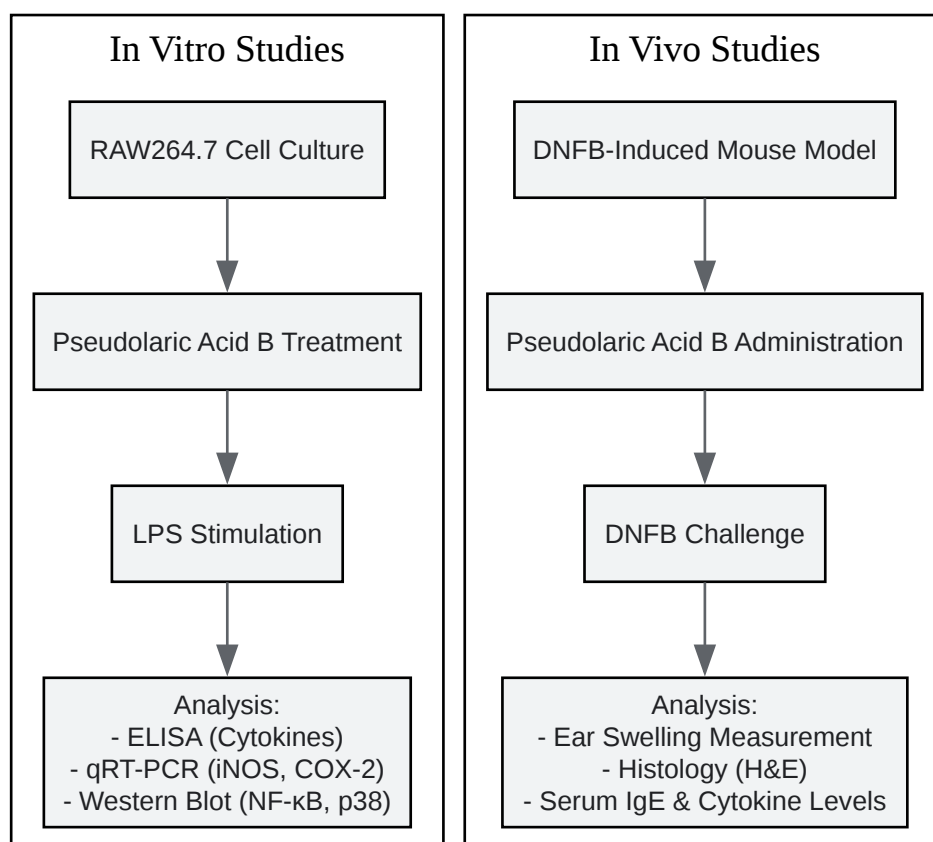 In Vitro Studies
RAW264.7 Cell Culture
Pseudolaric Acid B Treatment
LPS Stimulation
Analysis:
- ELISA (Cytokines)
- qRT-PCR (iNOS, COX-2)
- Western Blot (NF-κB, p38)
In Vivo Studies
DNFB-Induced Mouse Model
Pseudolaric Acid B Administration
DNFB Challenge
Analysis:
- Ear Swelling Measurement
- Histology (H&E)
- Serum IgE & Cytokine Levels